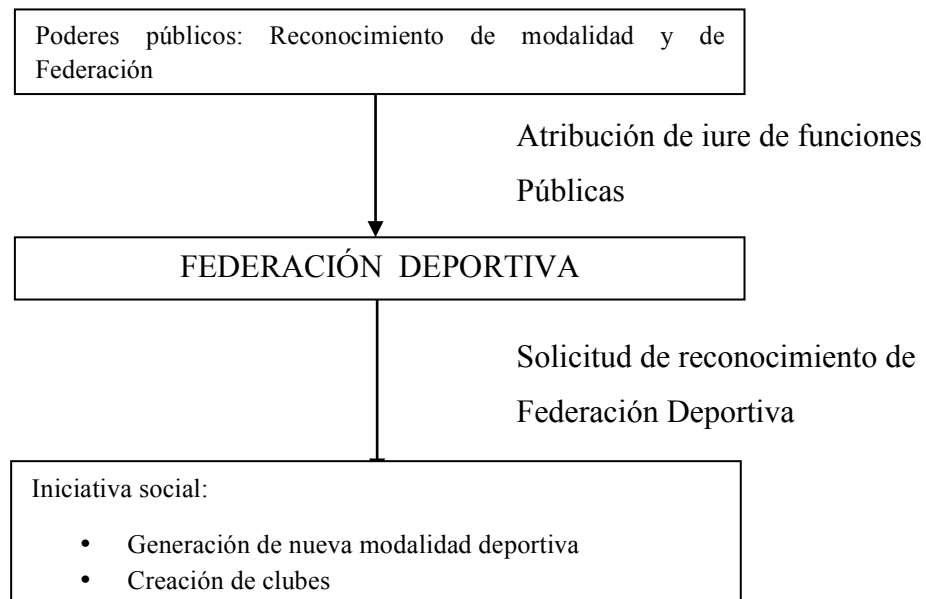 Poderes públicos: Reconocimiento de modalidad y de
Federación
Atribución de iure de funciones
Públicas
FEDERACIÓN DEPORTIVA
Solicitud de reconocimiento de
Federación Deportiva
Iniciativa social:
• Generación de nueva modalidad deportiva
• Creación de clubes